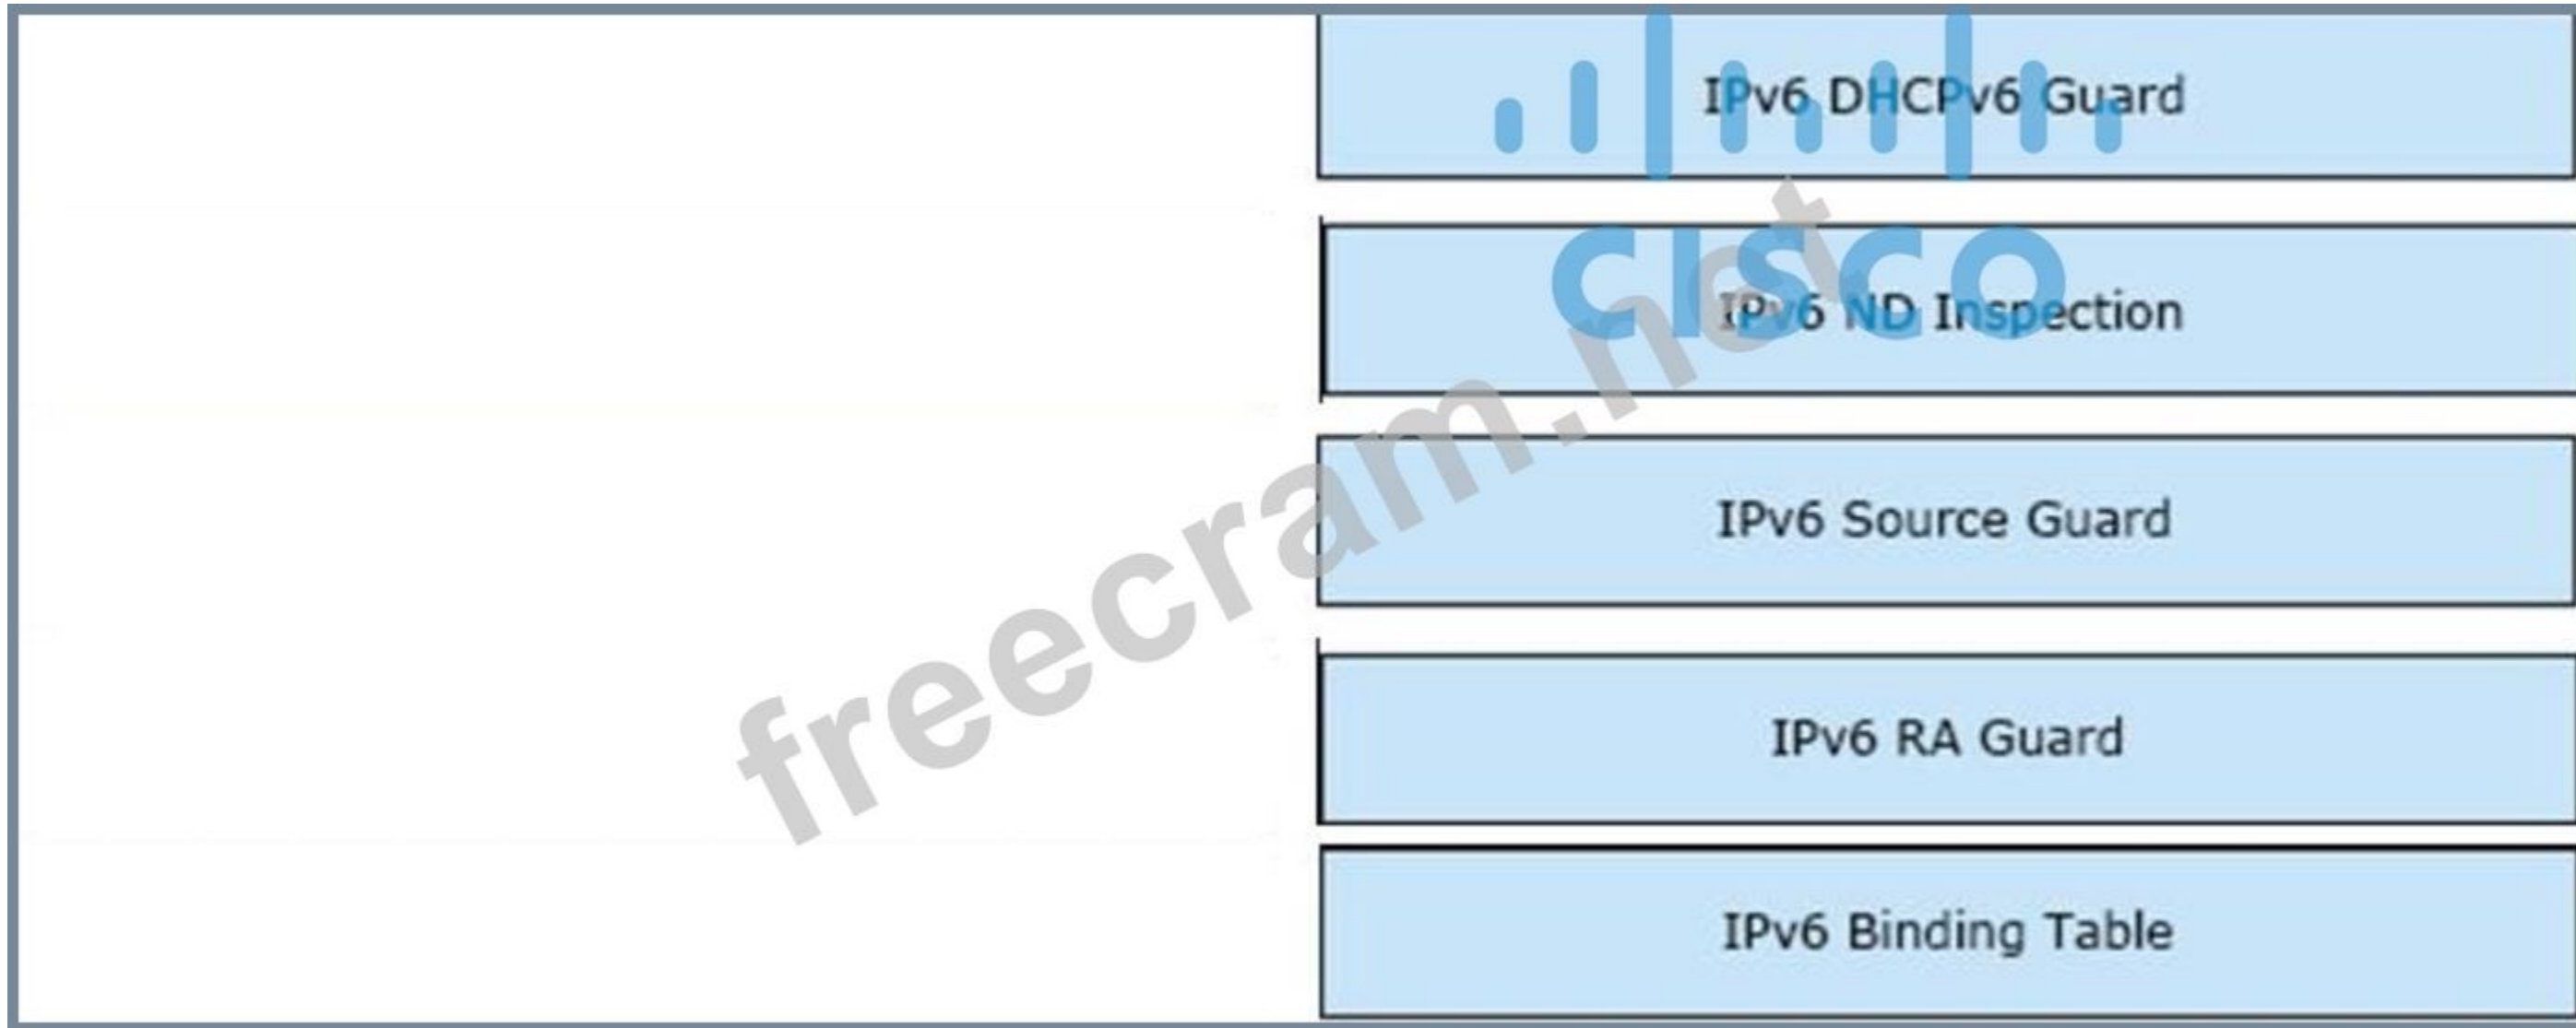 IPv6 DHCPv6 Guard
cisco
IPv6 ND Inspection
IPv6 Source Guard
freecram.net
IPv6 RA Guard
IPv6 Binding Table